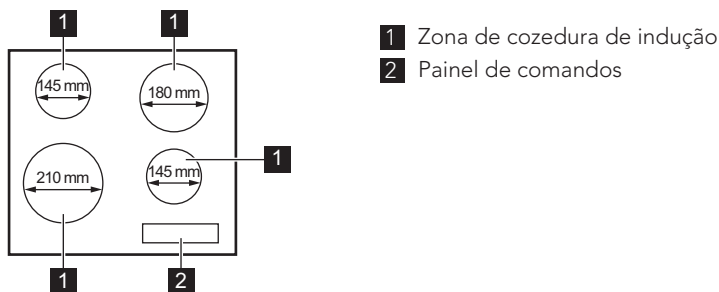 1 1
145 mm 180 mm
210 mm 145 mm 1
1 2
1 Zona de cozedura de indução
2 Painel de comandos